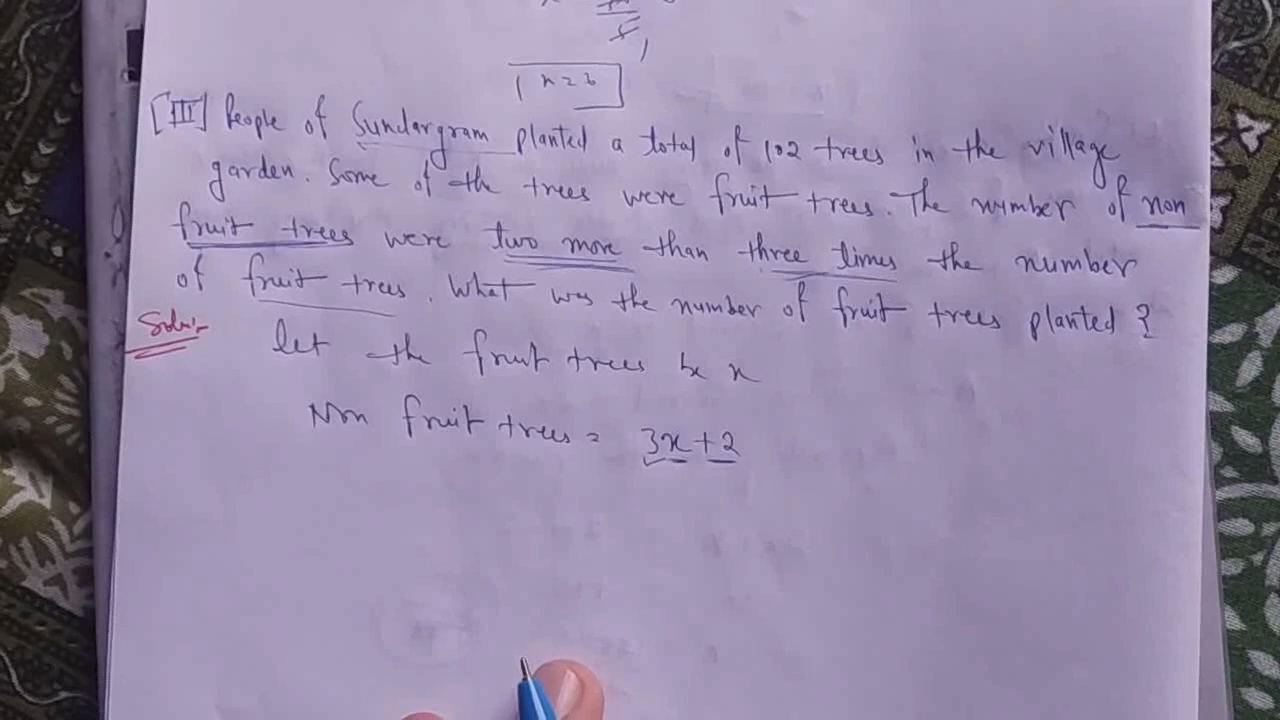 x = 6
[III] People of Sundargram planted a total of 102 trees in the village
garden. Some of the trees were fruit trees. The number of non
fruit trees were two more than three times the number
of fruit trees. What was the number of fruit trees planted ?
Soln:-
let the fruit trees be x
Non fruit trees = 3x + 2